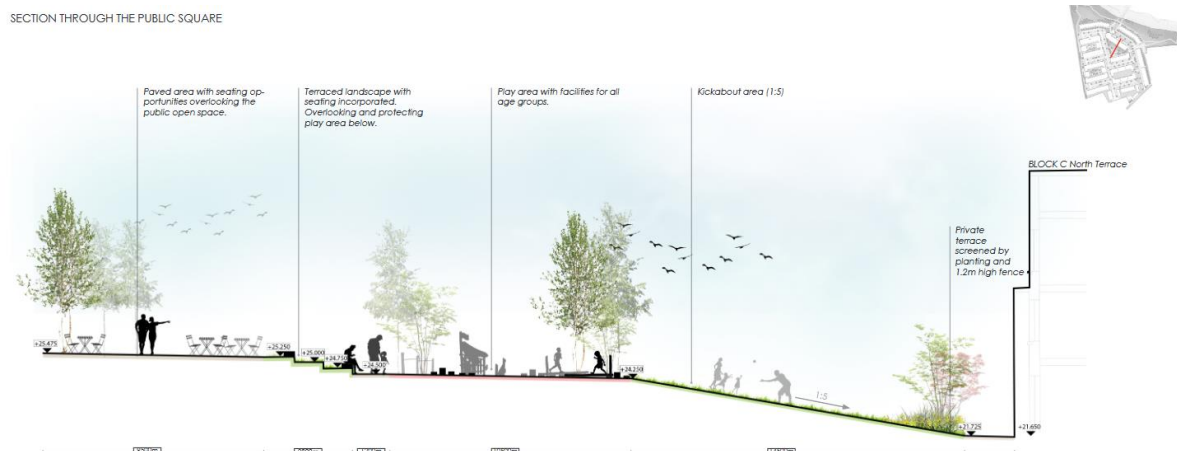 SECTION THROUGH THE PUBLIC SQUARE
Paved area with seating op-
portunities overlooking the
public open space.
Terraced landscape with
seating incorporated.
Overlooking and protecting
play area below.
Play area with facilities for all
age groups.
Kickabout area (1:5)
BLOCK C North Terrace
Private
terrace
screened by
planting and
1.2m high fence
+25.475
+25.250
+25.000
+24.750
+24.500
+24.250
1:5
+21.725
+21.650